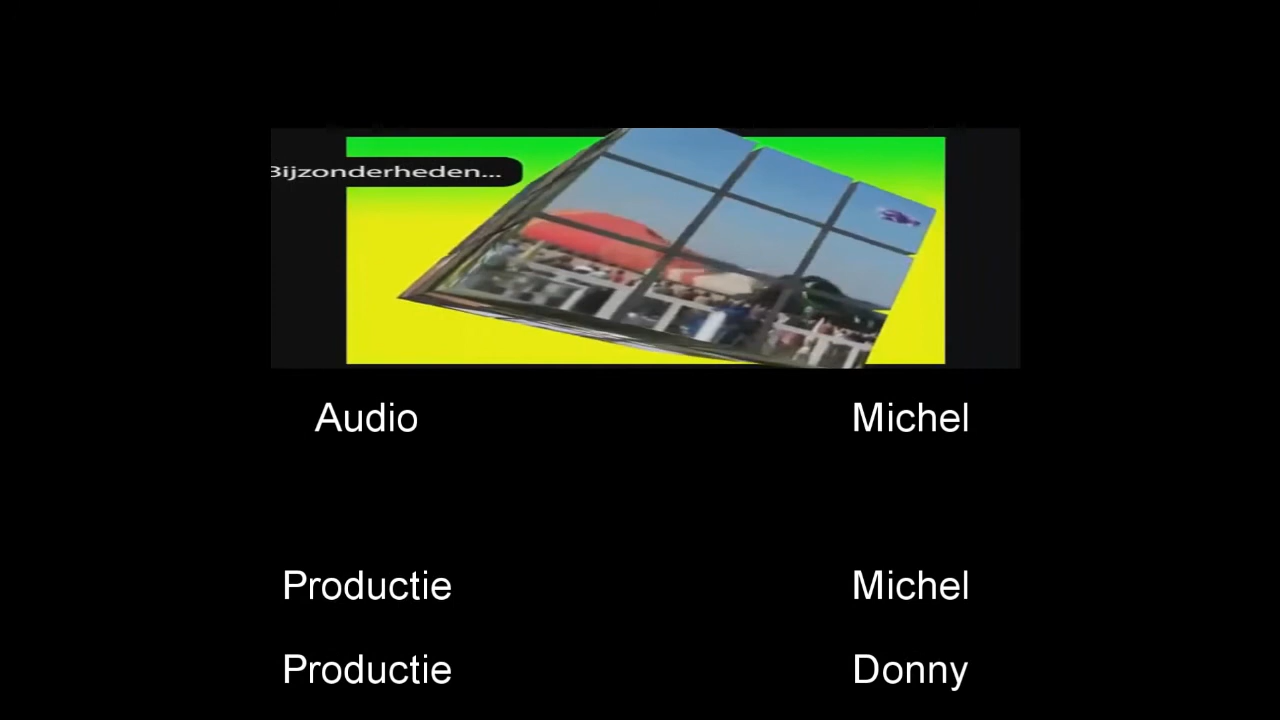 Bijzonderheden...
Audio Michel
Productie Michel
Productie Donny